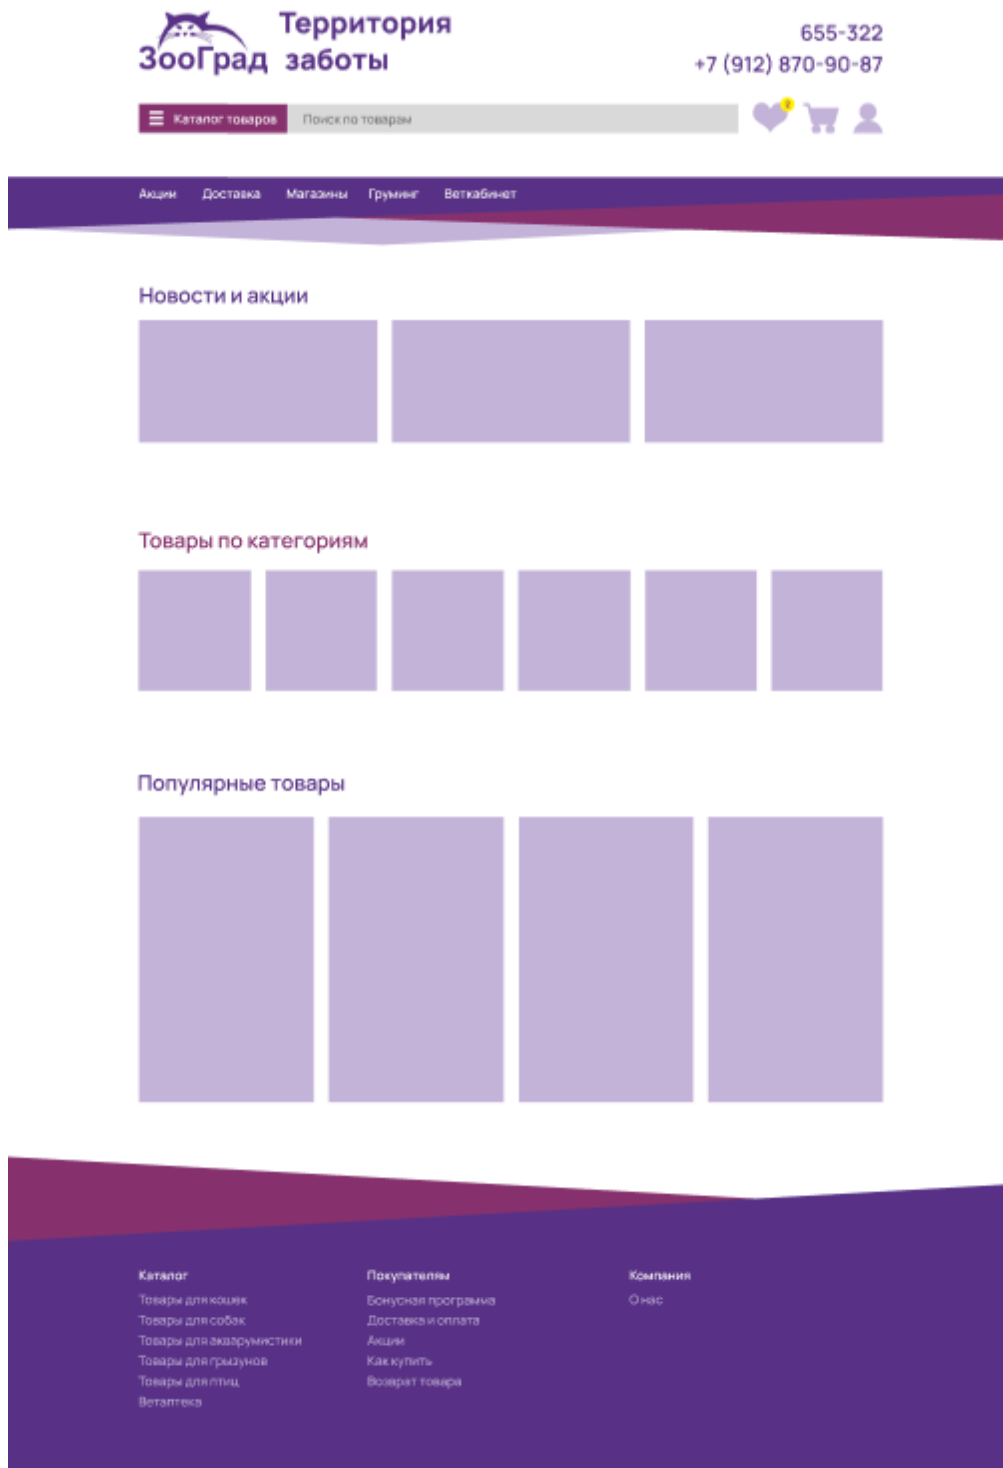 ЗооГрад
Территория
заботы
655-322
+7 (912) 870-90-87
Каталог товаров
Поиск по товарам
2
Акции Доставка Магазины Груминг Веткабинет
Новости и акции
Товары по категориям
Популярные товары
Каталог
Товары для кошек
Товары для собак
Товары для акварумистики
Товары для грызунов
Товары для птиц
Ветаптека
Покупателям
Бонусная программа
Доставка и оплата
Акции
Как купить
Возврат товара
Компания
О нас